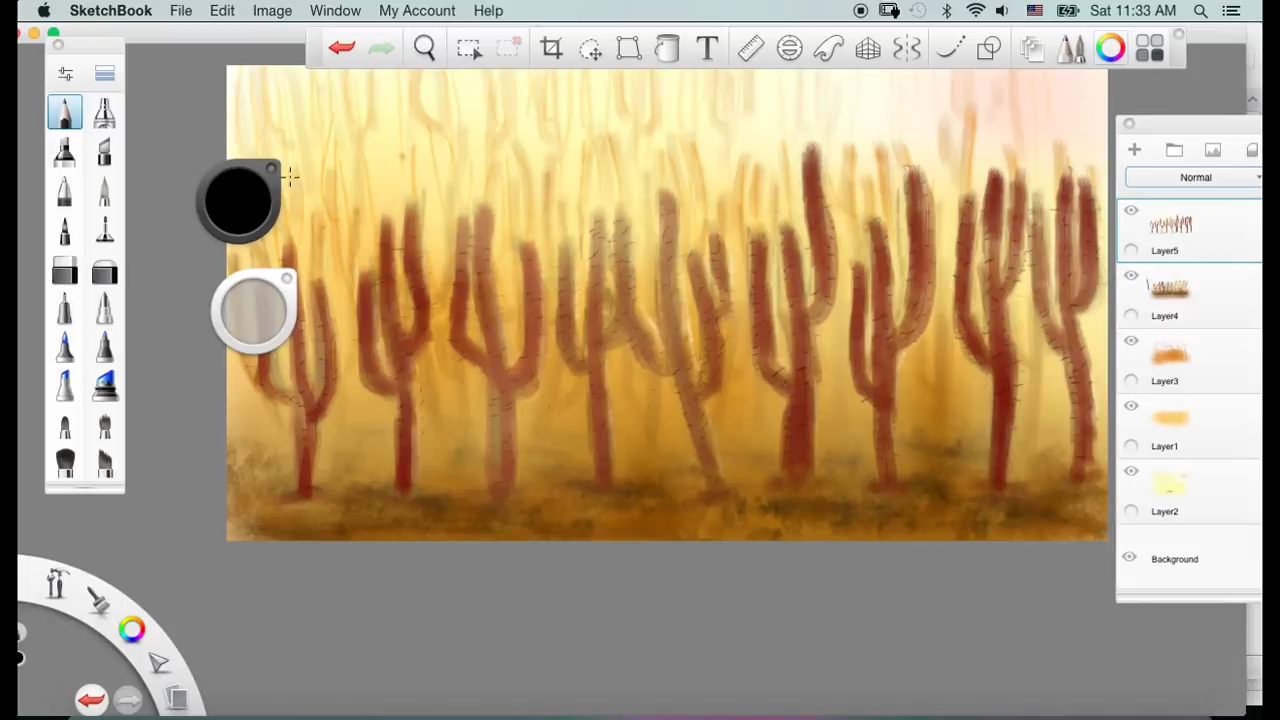 SketchBook File Edit Image Window My Account Help Sat 11:33 AM
T
Normal
Layer5
Layer4
Layer3
Layer1
Layer2
Background